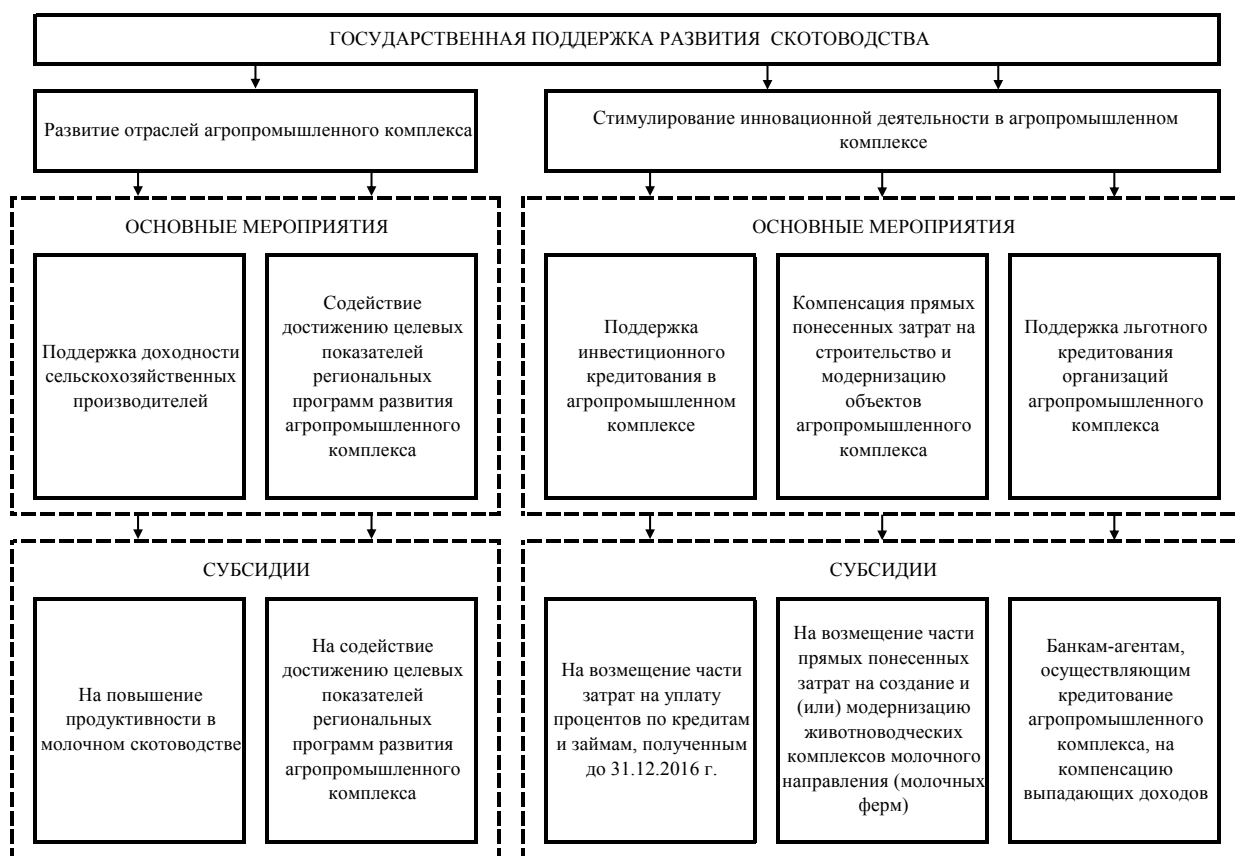 ГОСУДАРСТВЕННАЯ ПОДДЕРЖКА РАЗВИТИЯ СКОТОВОДСТВА
Развитие отраслей агропромышленного комплекса
Стимулирование инновационной деятельности в агропромышленном
комплексе
ОСНОВНЫЕ МЕРОПРИЯТИЯ
Поддержка доходности
сельскохозяйственных
производителей
Содействие
достижению целевых
показателей
региональных
программ развития
агропромышленного
комплекса
ОСНОВНЫЕ МЕРОПРИЯТИЯ
Поддержка
инвестиционного
кредитования в
агропромышленном
комплексе
Компенсация прямых
понесенных затрат на
строительство и
модернизацию
объектов
агропромышленного
комплекса
Поддержка льготного
кредитования
организаций
агропромышленного
комплекса
СУБСИДИИ
На повышение
продуктивности в
молочном скотоводстве
На содействие
достижению целевых
показателей
региональных
программ развития
агропромышленного
комплекса
СУБСИДИИ
На возмещение части
затрат на уплату
процентов по кредитам
и займам, полученным
до 31.12.2016 г.
На возмещение части
прямых понесенных
затрат на создание и
(или) модернизацию
животноводческих
комплексов молочного
направления (молочных
ферм)
Банкам-агентам,
осуществляющим
кредитование
агропромышленного
комплекса, на
компенсацию
выпадающих доходов